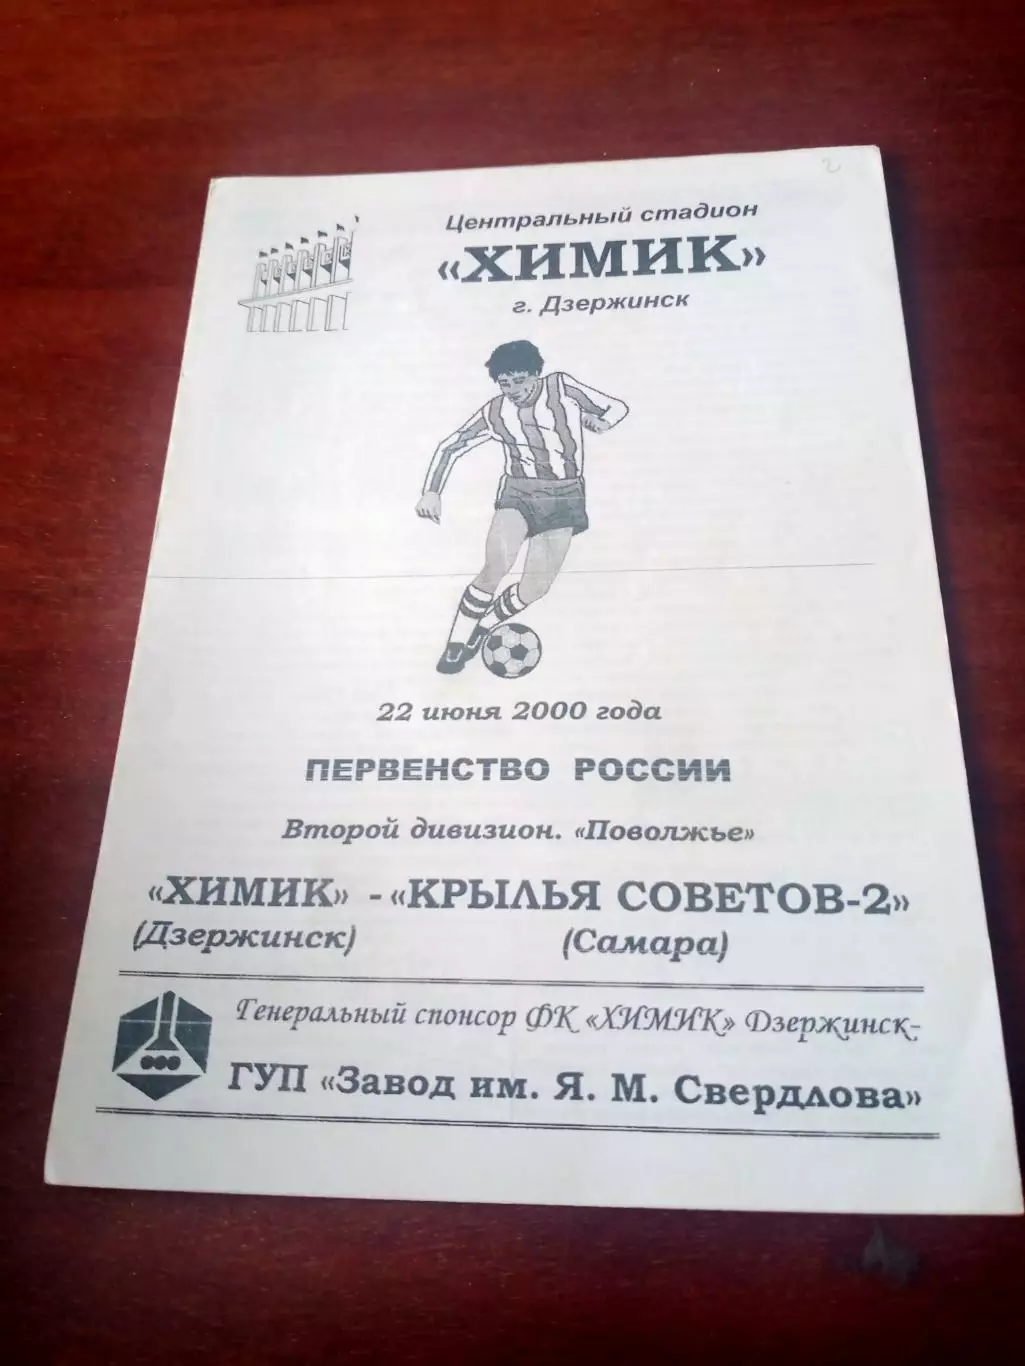 2
Центральный стадион
«ХИМИК»
г. Дзержинск
22 июня 2000 года
ПЕРВЕНСТВО РОССИИ
Второй дивизион. «Поволжье»
«ХИМИК» - «КРЫЛЬЯ СОВЕТОВ-2»
(Дзержинск) (Самара)
Генеральный спонсор ФК «ХИМИК» Дзержинск-
ГУП «Завод им. Я. М. Свердлова»